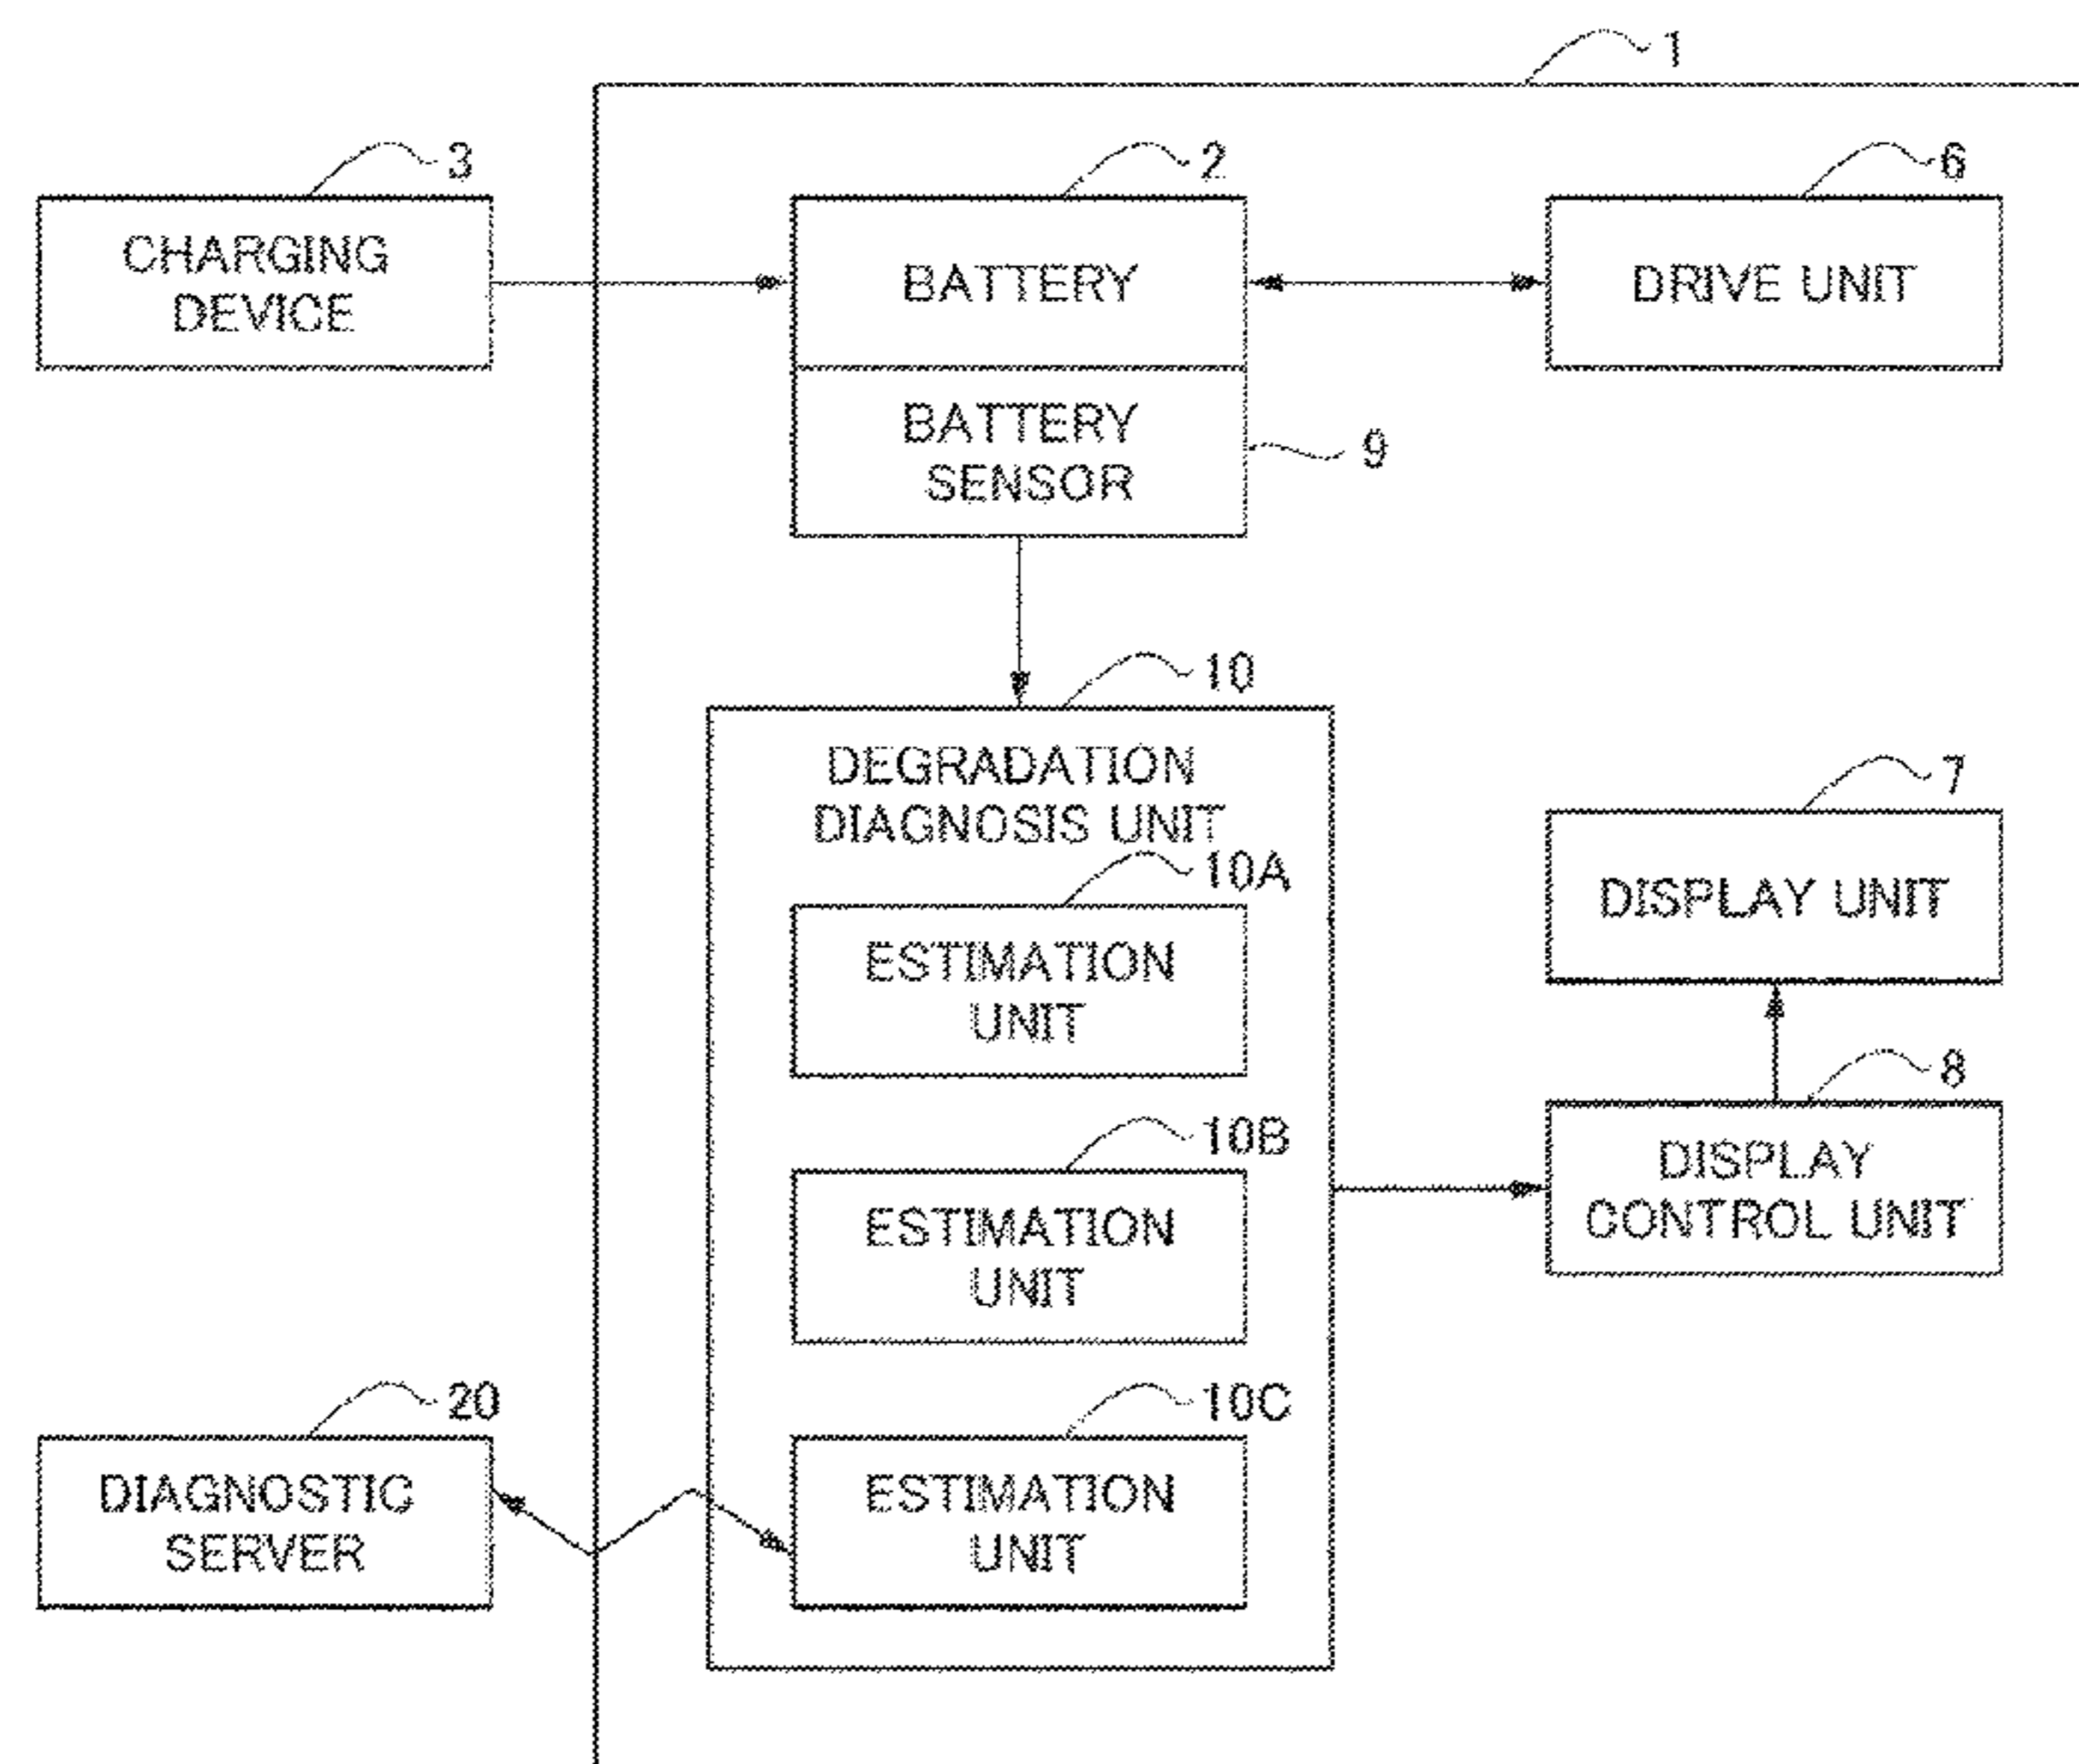 1
3
2
6
CHARGING
DEVICE
BATTERY
DRIVE UNIT
BATTERY
SENSOR
9
10
DEGRADATION
DIAGNOSIS UNIT
10A
ESTIMATION
UNIT
7
DISPLAY UNIT
8
DISPLAY
CONTROL UNIT
10B
ESTIMATION
UNIT
20
DIAGNOSTIC
SERVER
10C
ESTIMATION
UNIT